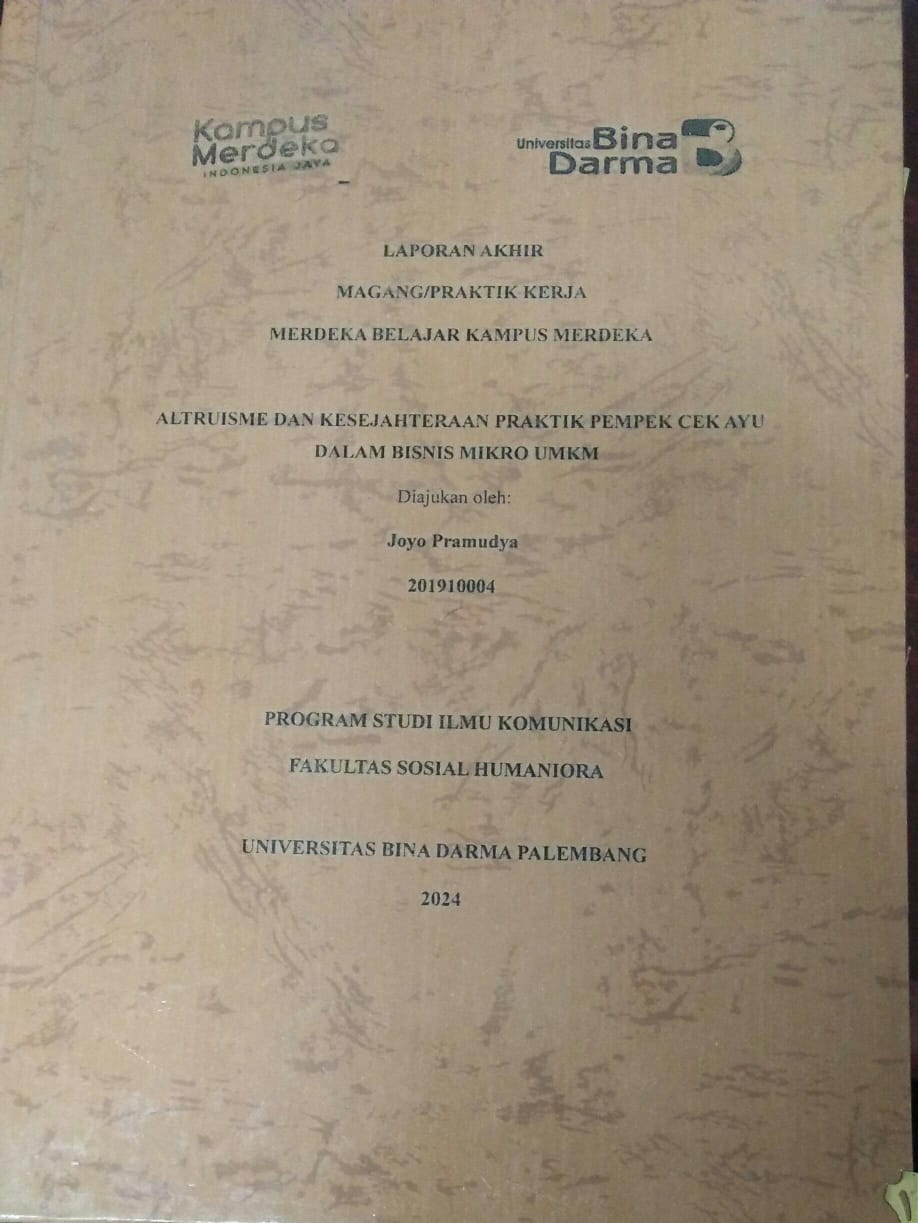 Kampus
Merdeka
INDONESIA JAYA
Universitas Bina
Darma
LAPORAN AKHIR
MAGANG/PRAKTIK KERJA
MERDEKA BELAJAR KAMPUS MERDEKA
ALTRUISME DAN KESEJAHTERAAN PRAKTIK PEMPEK CEK AYU
DALAM BISNIS MIKRO UMKM
Diajukan oleh:
Joyo Pramudya
201910004
PROGRAM STUDI ILMU KOMUNIKASI
FAKULTAS SOSIAL HUMANIORA
UNIVERSITAS BINA DARMA PALEMBANG
2024